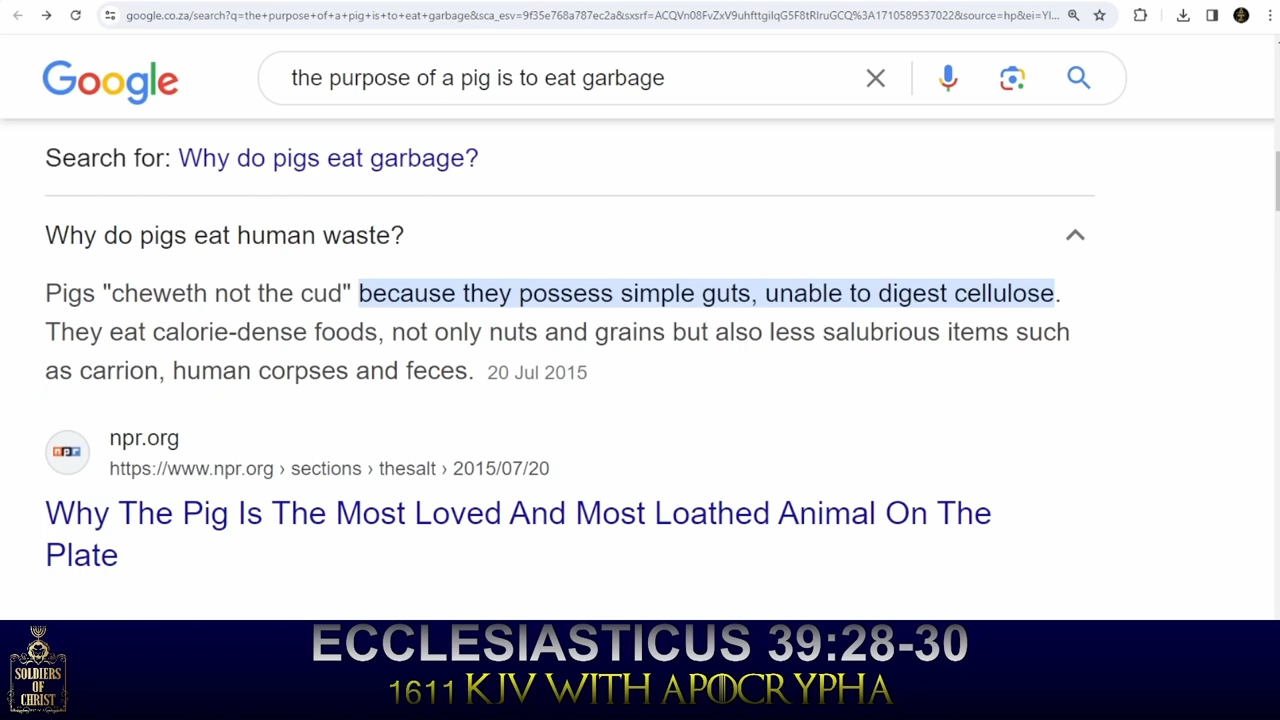 google.co.za/search?q=the+purpose+of+a+pig+is+to+eat+garbage&sca_esv=9f35e768a787ec2a&sxsrf=ACQVn08FvZxV9uhfttgilqG5F8tRlruGCQ%3A1710589537022&source=hp&ei=Yl...
Google
the purpose of a pig is to eat garbage
Search for: Why do pigs eat garbage?
Why do pigs eat human waste?
Pigs "cheweth not the cud" because they possess simple guts, unable to digest cellulose.
They eat calorie-dense foods, not only nuts and grains but also less salubrious items such
as carrion, human corpses and feces. 20 Jul 2015
npr
npr.org
https://www.npr.org › sections › thesalt › 2015/07/20
Why The Pig Is The Most Loved And Most Loathed Animal On The
Plate
ECCLESIASTICUS 39:28-30
1611 KJV WITH APOCRYPHA
SOLDIERS
OF
CHRIST